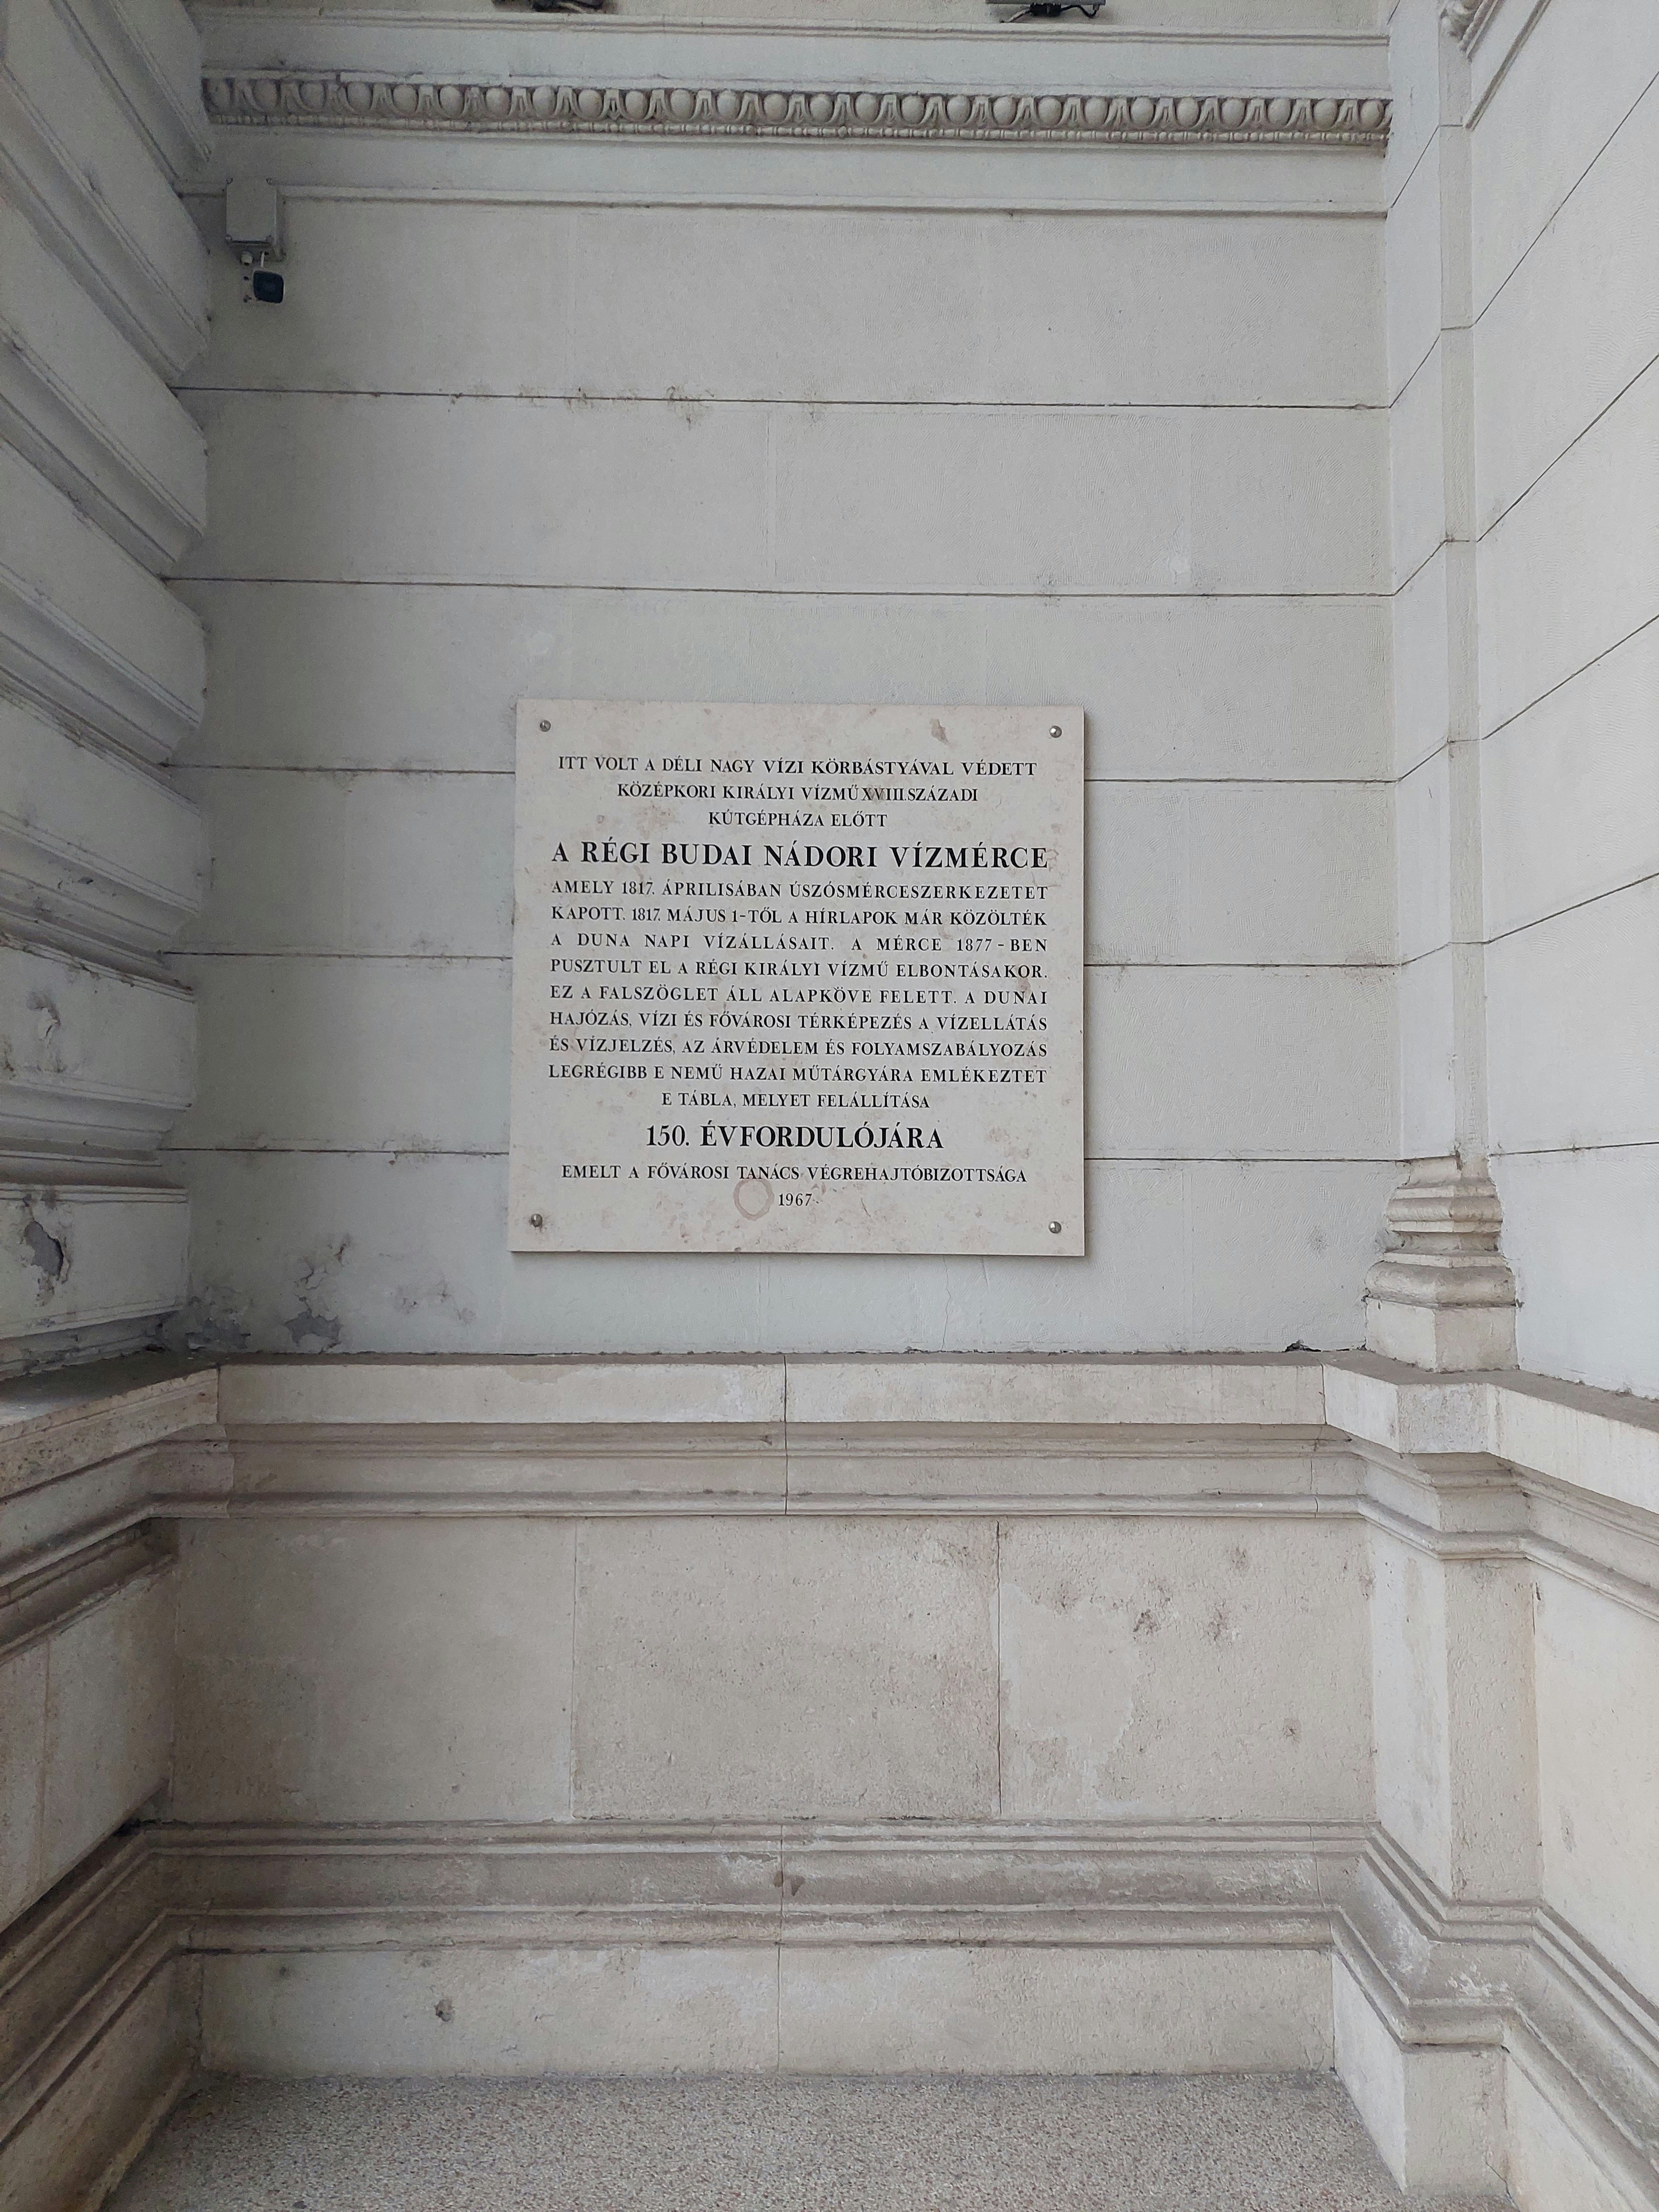 ITT VOLT A DÉLI NAGY VÍZI KÖRBÁSTYÁVAL VÉDETT
KÖZÉPKORI KIRÁLYI VÍZMŰ XVIII.SZÁZADI
KÚTGÉPHÁZA ELŐTT
A RÉGI BUDAI NÁDORI VÍZMÉRCE
AMELY 1817. ÁPRILISÁBAN ÚSZÓSMÉRCESZERKEZETET
KAPOTT. 1817. MÁJUS 1-TŐL A HÍRLAPOK MÁR KÖZÖLTÉK
A DUNA NAPI VÍZÁLLÁSAIT. A MÉRCE 1877-BEN
PUSZTULT EL A RÉGI KIRÁLYI VÍZMŰ ELBONTÁSAKOR.
EZ A FALSZÖGLET ÁLL ALAPKÖVE FELETT. A DUNAI
HAJÓZÁS, VÍZI ÉS FŐVÁROSI TÉRKÉPEZÉS A VÍZELLÁTÁS
ÉS VÍZJELZÉS, AZ ÁRVÉDELEM ÉS FOLYAMSZABÁLYOZÁS
LEGRÉGIBB E NEMŰ HAZAI MŰTÁRGYÁRA EMLÉKEZTET
E TÁBLA, MELYET FELÁLLÍTÁSA
150. ÉVFORDULÓJÁRA
EMELT A FŐVÁROSI TANÁCS VÉGREHAJTÓBIZOTTSÁGA
1967.